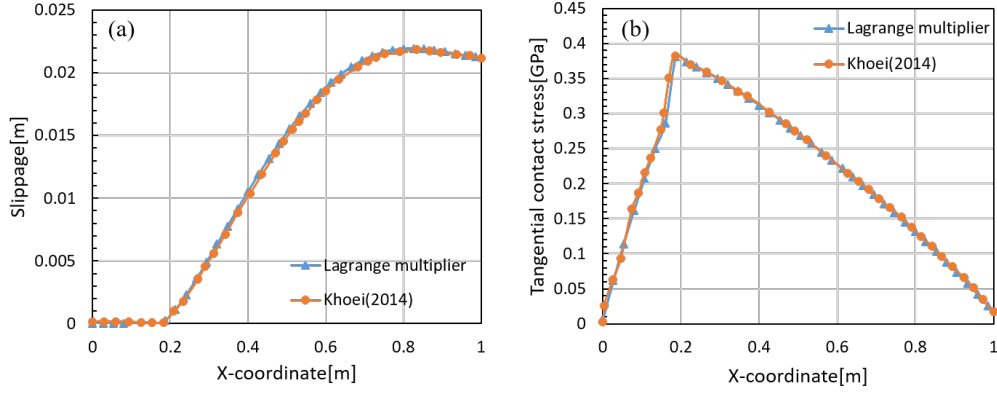 (a)
0.025
0.02
0.015
0.01
0.005
0
Slippage[m]
Lagrange multiplier
Khoei(2014)
0 0.2 0.4 0.6 0.8 1
X-coordinate[m]
(b)
Lagrange multiplier
Khoei(2014)
0.45
0.4
0.35
0.3
0.25
0.2
0.15
0.1
0.05
0
Tangential contact stress[GPa]
0 0.2 0.4 0.6 0.8 1
X-coordinate[m]